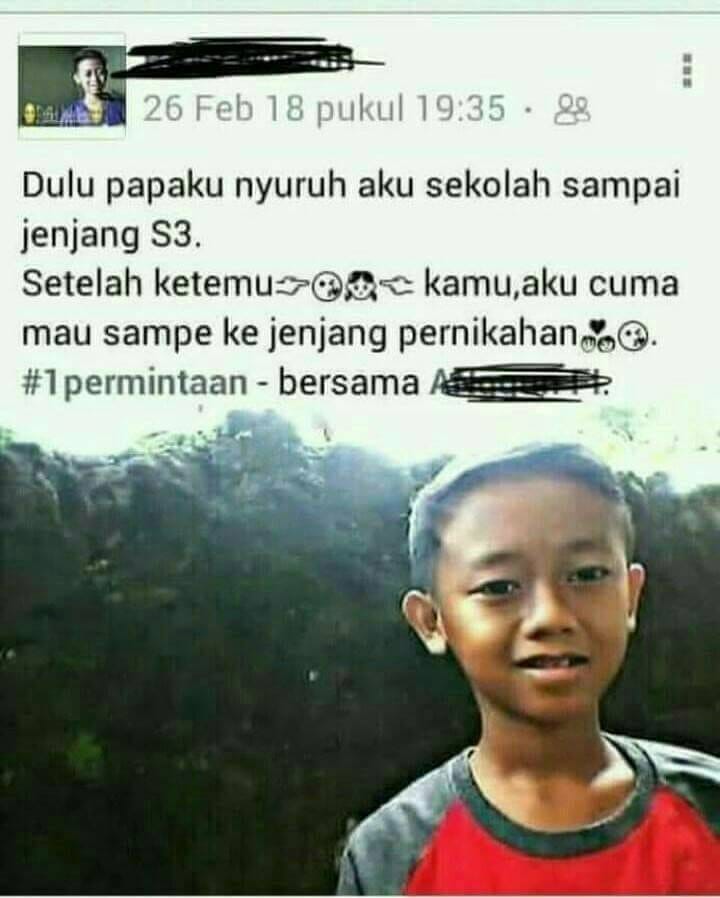 26 Feb 18 pukul 19:35 ·
Dulu papaku nyuruh aku sekolah sampai
jenjang S3.
Setelah ketemu👉😘👧👈 kamu,aku cuma
mau sampe ke jenjang pernikahan💑😘.
#1permintaan - bersama